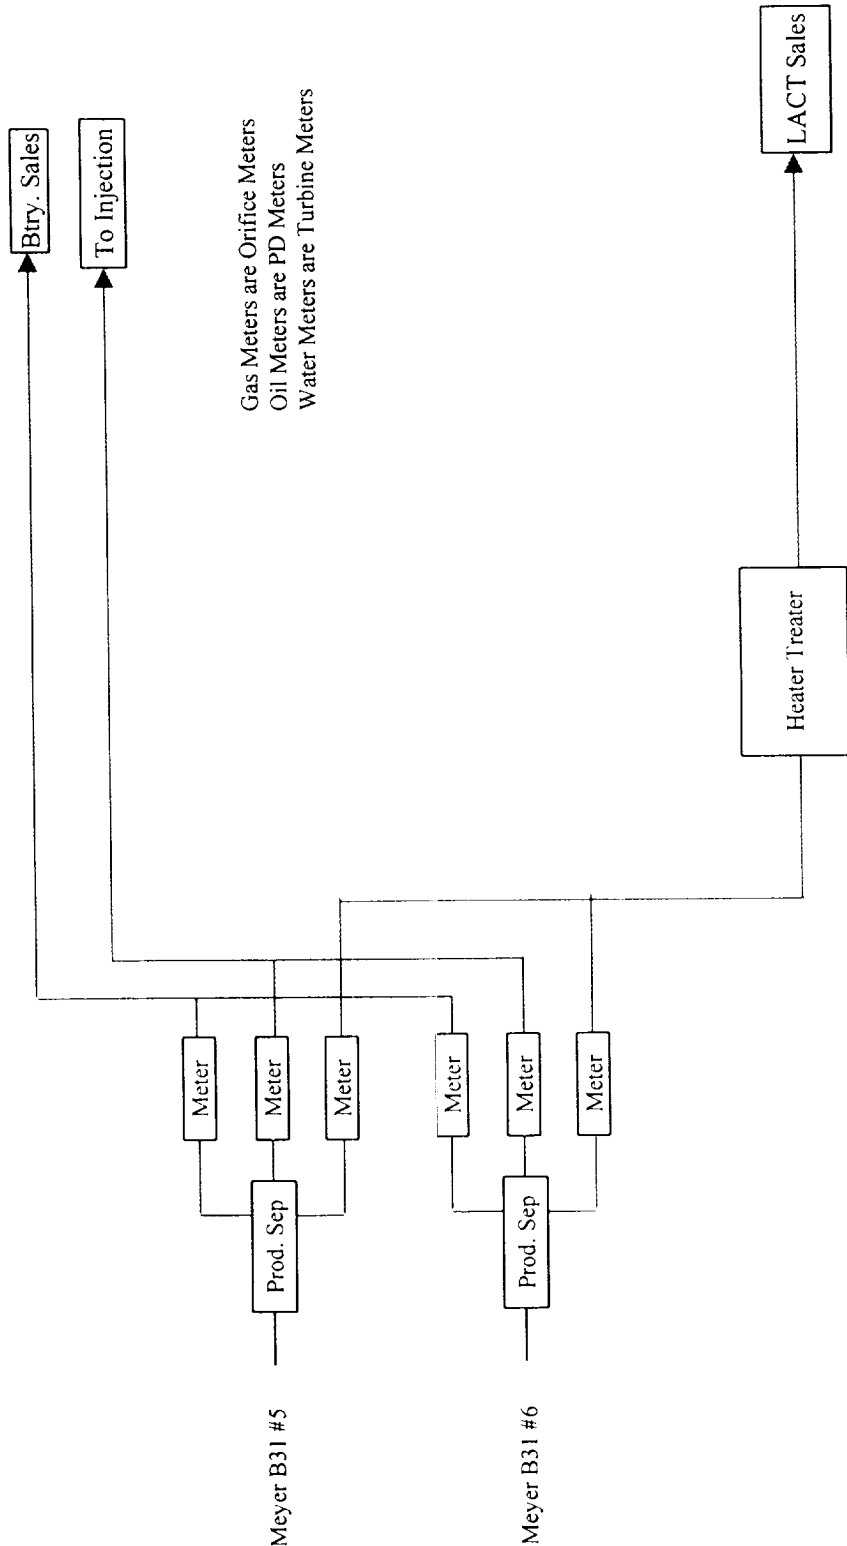 Btry. Sales
To Injection
Gas Meters are Orifice Meters
Oil Meters are PD Meters
Water Meters are Turbine Meters
LACT Sales
Heater Treater
Meter
Meter
Meter
Meter
Meter
Meter
Prod. Sep
Prod. Sep
Meyer B31 #5
Meyer B31 #6